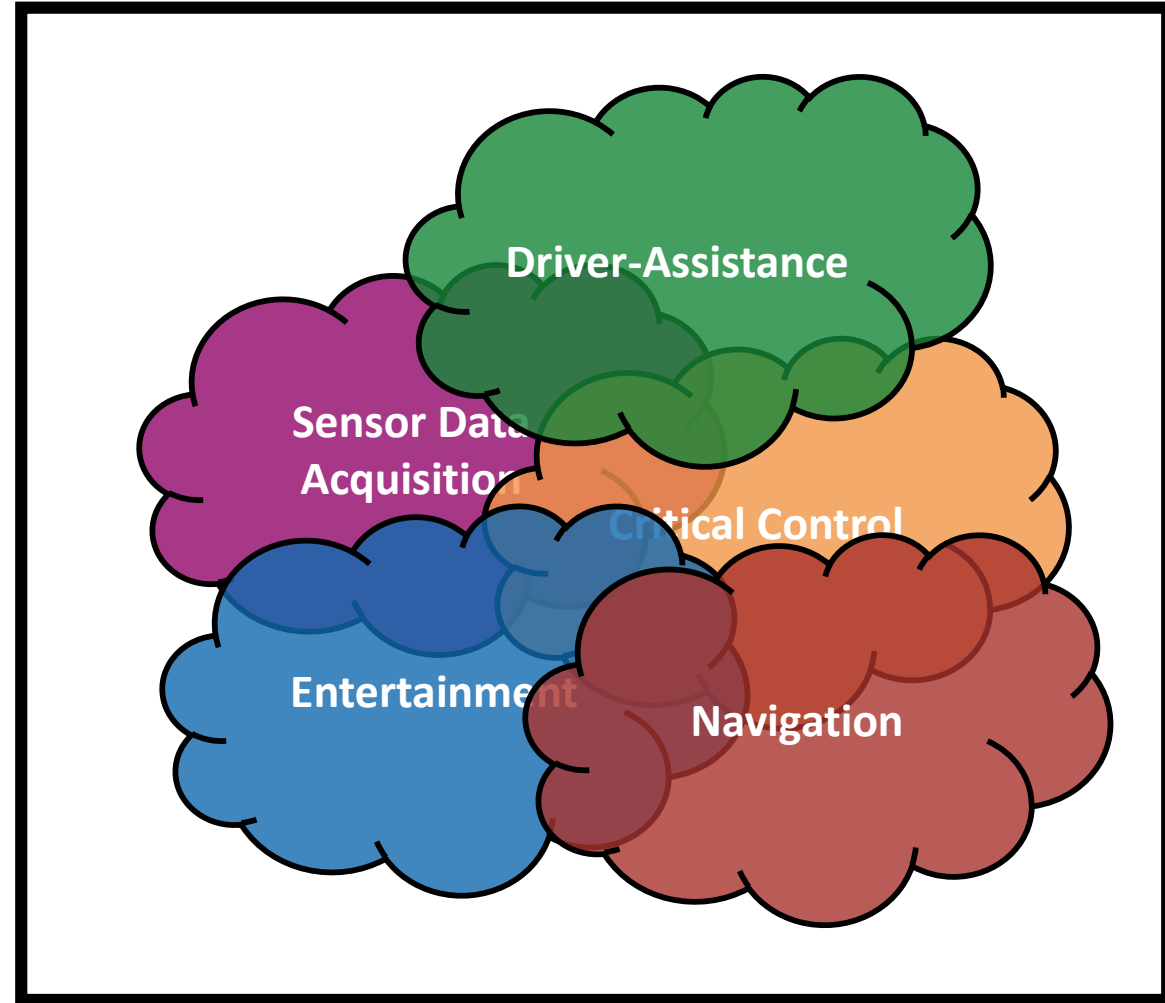 Driver-Assistance
Sensor Data
Acquisition
Critical Control
Entertainment
Navigation